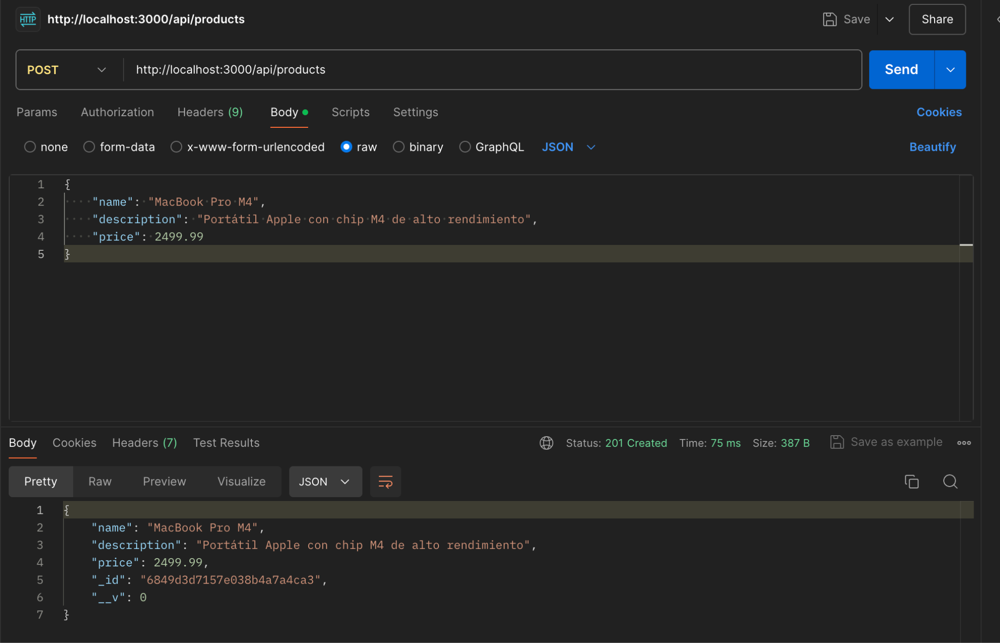 HTTP http://localhost:3000/api/products Save Share
POST http://localhost:3000/api/products Send
Params Authorization Headers (9) Body Scripts Settings Cookies
none form-data x-www-form-urlencoded raw binary GraphQL JSON Beautify
1 {
2 "name": "MacBook Pro M4",
3 "description": "Portátil Apple con chip M4 de alto rendimiento",
4 "price": 2499.99
5 }
Body Cookies Headers (7) Test Results Status: 201 Created Time: 75 ms Size: 387 B Save as example
Pretty Raw Preview Visualize JSON
1 {
2 "name": "MacBook Pro M4",
3 "description": "Portátil Apple con chip M4 de alto rendimiento",
4 "price": 2499.99,
5 "_id": "6849d3d7157e038b4a7a4ca3",
6 "__v": 0
7 }